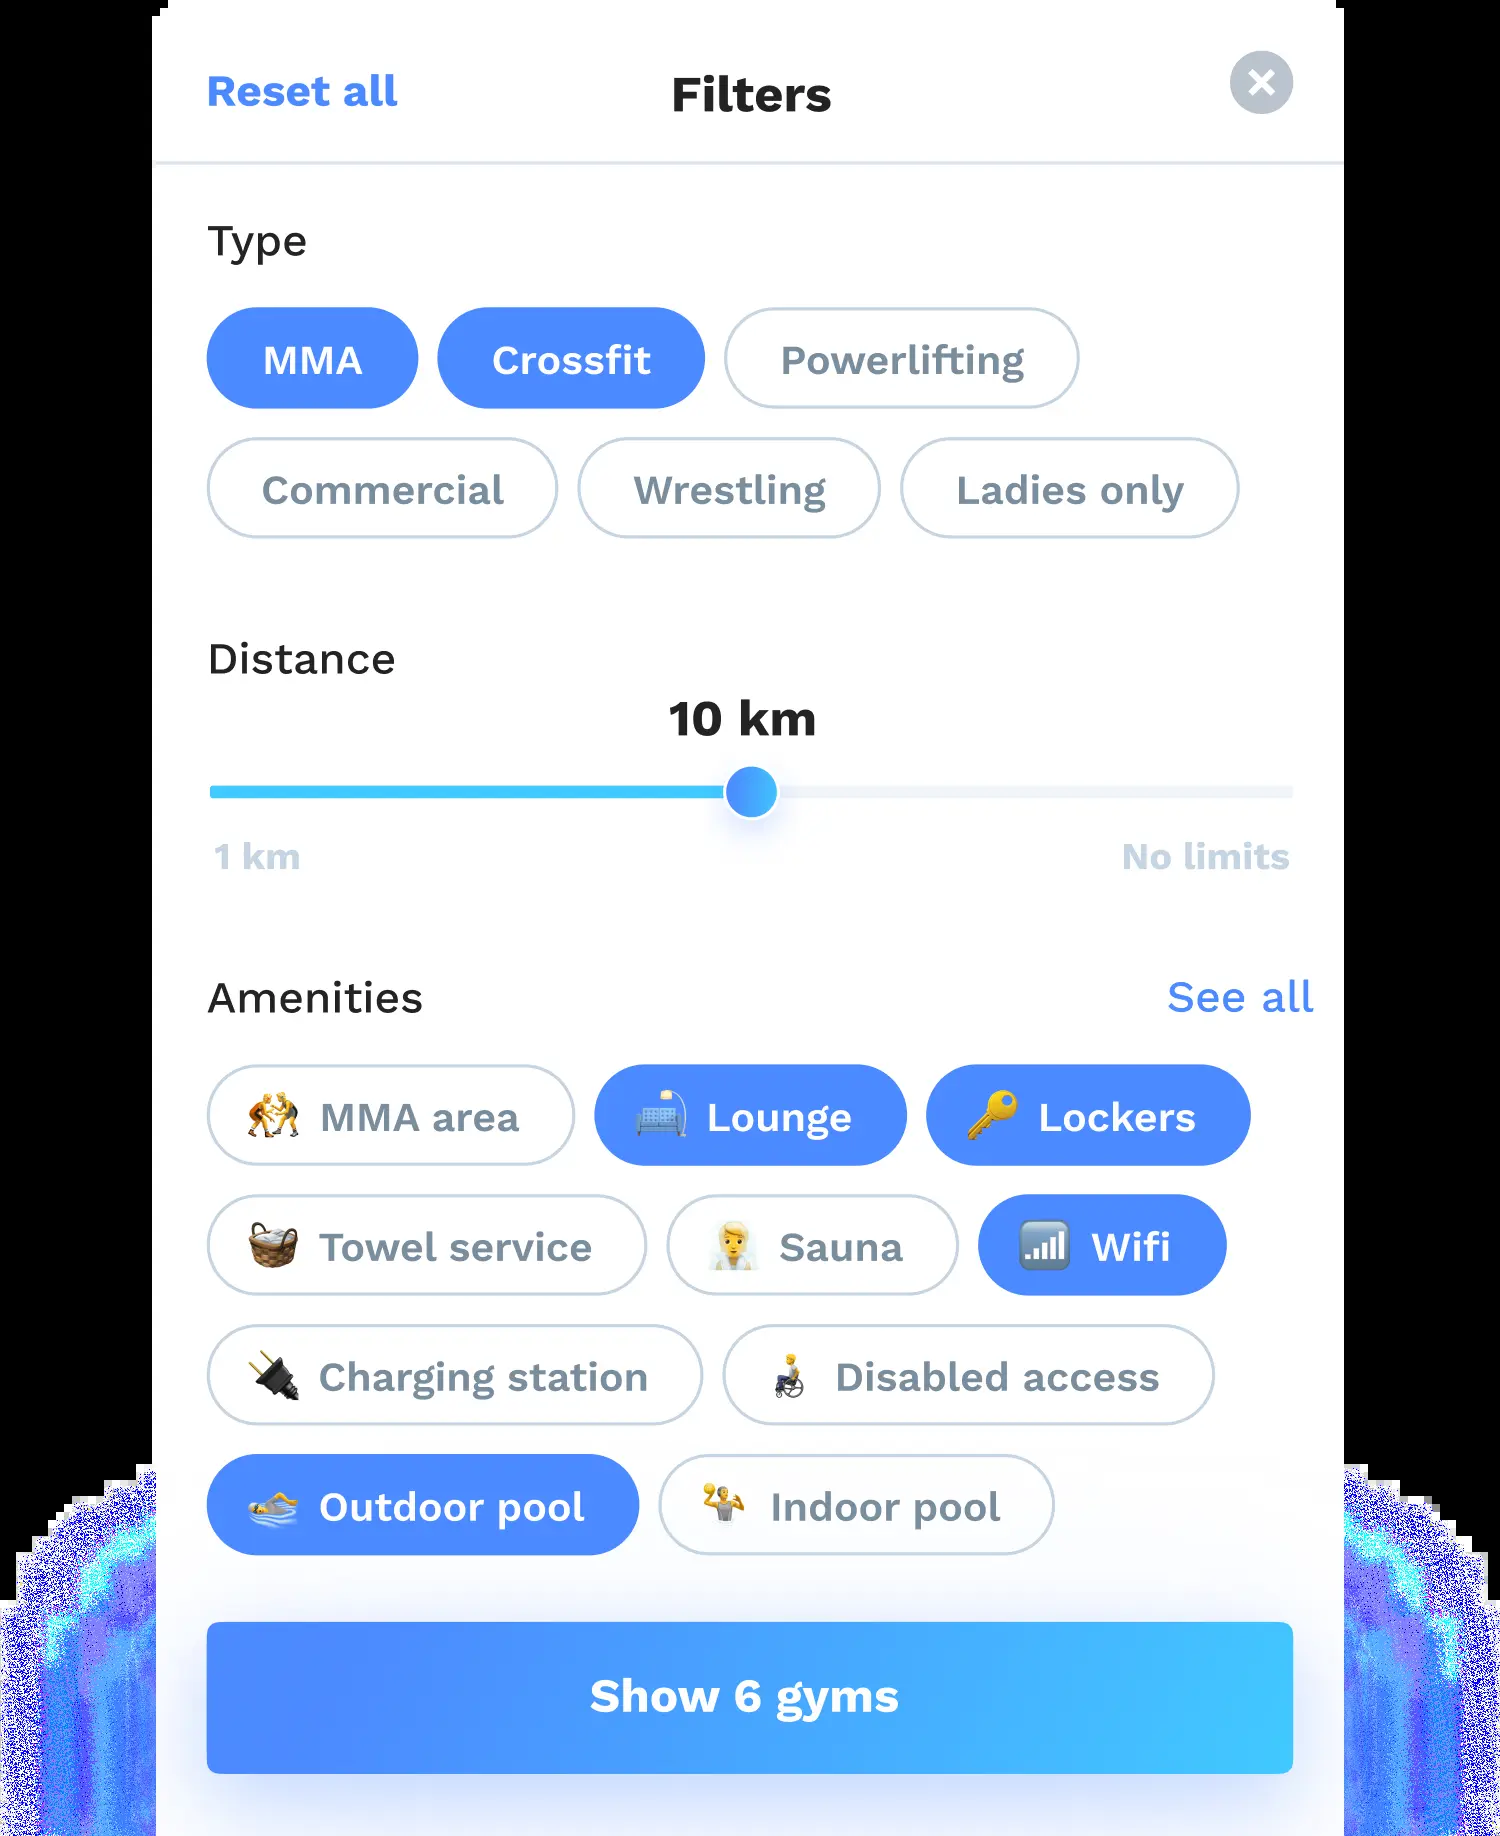 Reset all Filters
Type
MMA Crossfit Powerlifting
Commercial Wrestling Ladies only
Distance
10 km
1 km No limits
Amenities See all
MMA area Lounge Lockers
Towel service Sauna Wifi
Charging station Disabled access
Outdoor pool Indoor pool
Show 6 gyms